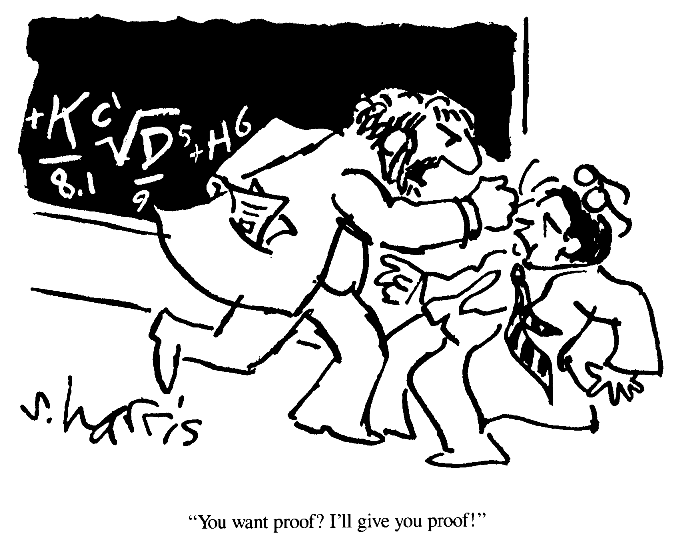 +K/8.1 C' √D/9 5 + H6
s. harris
“You want proof? I'll give you proof!”